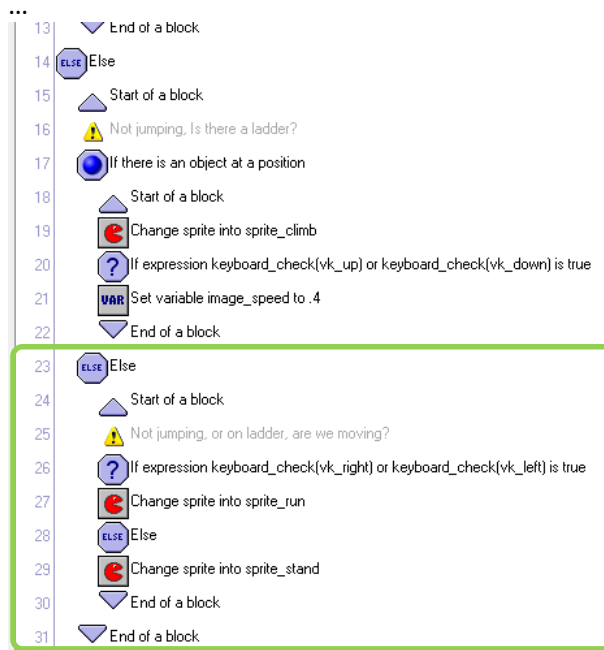 ...
13 End of a block
14 ELSE Else
15 Start of a block
16 Not jumping, Is there a ladder?
17 If there is an object at a position
18 Start of a block
19 Change sprite into sprite_climb
20 ? If expression keyboard_check(vk_up) or keyboard_check(vk_down) is true
21 VAR Set variable image_speed to .4
22 End of a block
23 ELSE Else
24 Start of a block
25 Not jumping, or on ladder, are we moving?
26 ? If expression keyboard_check(vk_right) or keyboard_check(vk_left) is true
27 Change sprite into sprite_run
28 ELSE Else
29 Change sprite into sprite_stand
30 End of a block
31 End of a block